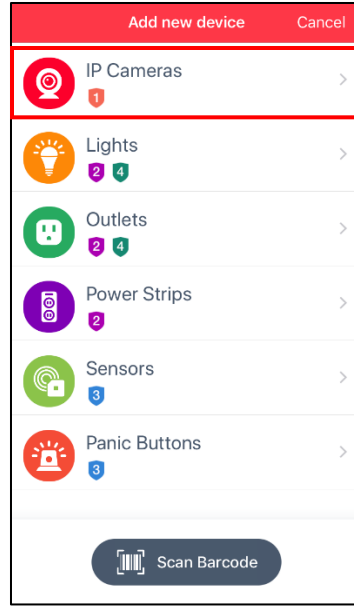 Add new device Cancel
IP Cameras
1
Lights
2 4
Outlets
2 4
Power Strips
2
Sensors
3
Panic Buttons
3
Scan Barcode